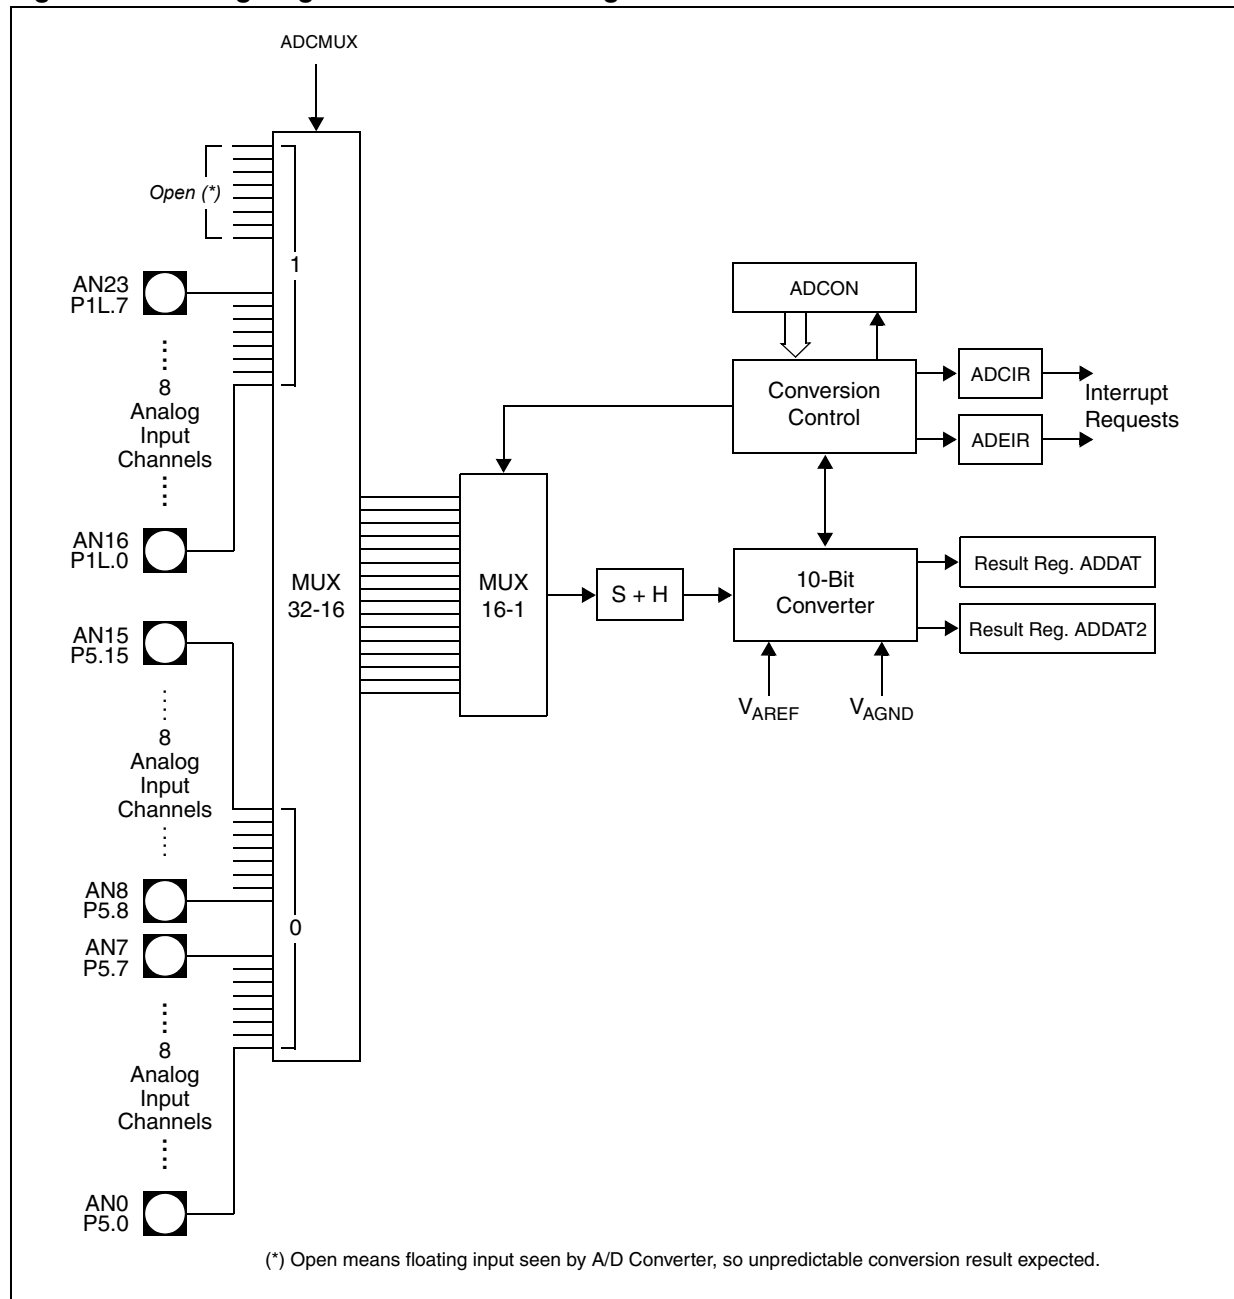 ADCMUX
Open (*)
1
AN23
P1L.7
8
Analog
Input
Channels
AN16
P1L.0
AN15
P5.15
8
Analog
Input
Channels
AN8
P5.8
AN7
P5.7
8
Analog
Input
Channels
AN0
P5.0
0
MUX
32-16
MUX
16-1
S + H
ADCON
Conversion
Control
ADCIR
ADEIR
Interrupt
Requests
10-Bit
Converter
Result Reg. ADDAT
Result Reg. ADDAT2
VAREF
VAGND
(*) Open means floating input seen by A/D Converter, so unpredictable conversion result expected.